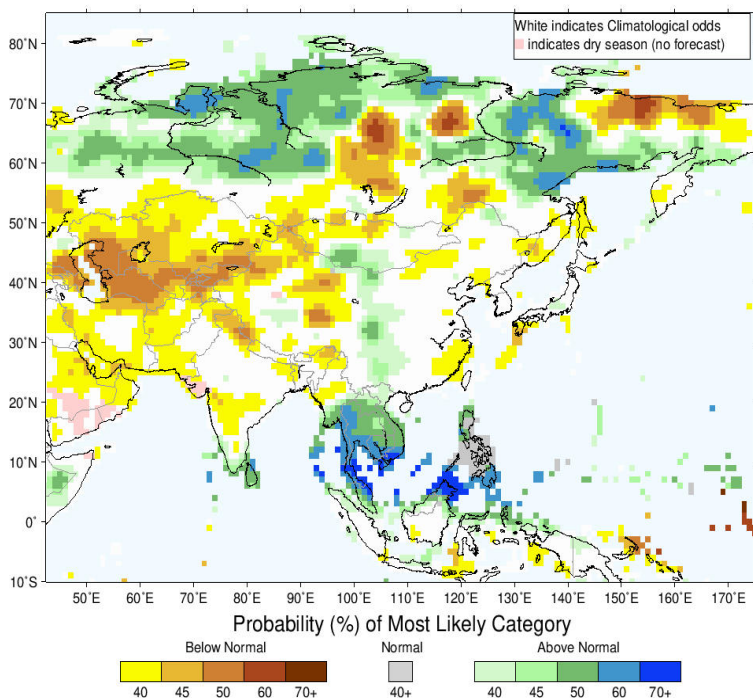 White indicates Climatological odds
indicates dry season (no forecast)
80°N
70°N
60°N
50°N
40°N
30°N
20°N
10°N
0°
10°S
50°E 60°E 70°E 80°E 90°E 100°E 110°E 120°E 130°E 140°E 150°E 160°E 170°E
Probability (%) of Most Likely Category
Below Normal Normal Above Normal
40 45 50 60 70+ 40+ 40 45 50 60 70+